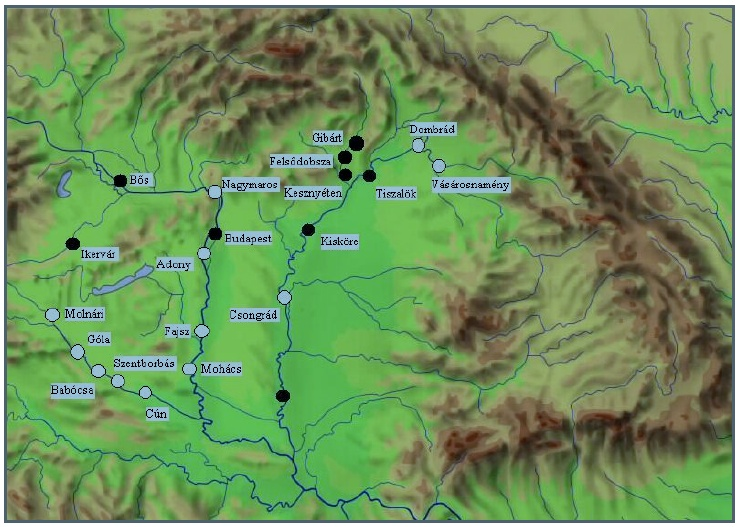 Dombrád
Gibárt
Felsődobsza
Bős
Nagymaros
Kesznyéten
Tiszalök
Vásárosnamény
Budapest
Kisköre
Ikervár
Adony
Csongrád
Molnári
Fajsz
Góla
Szentborbás
Mohács
Babócsa
Cún